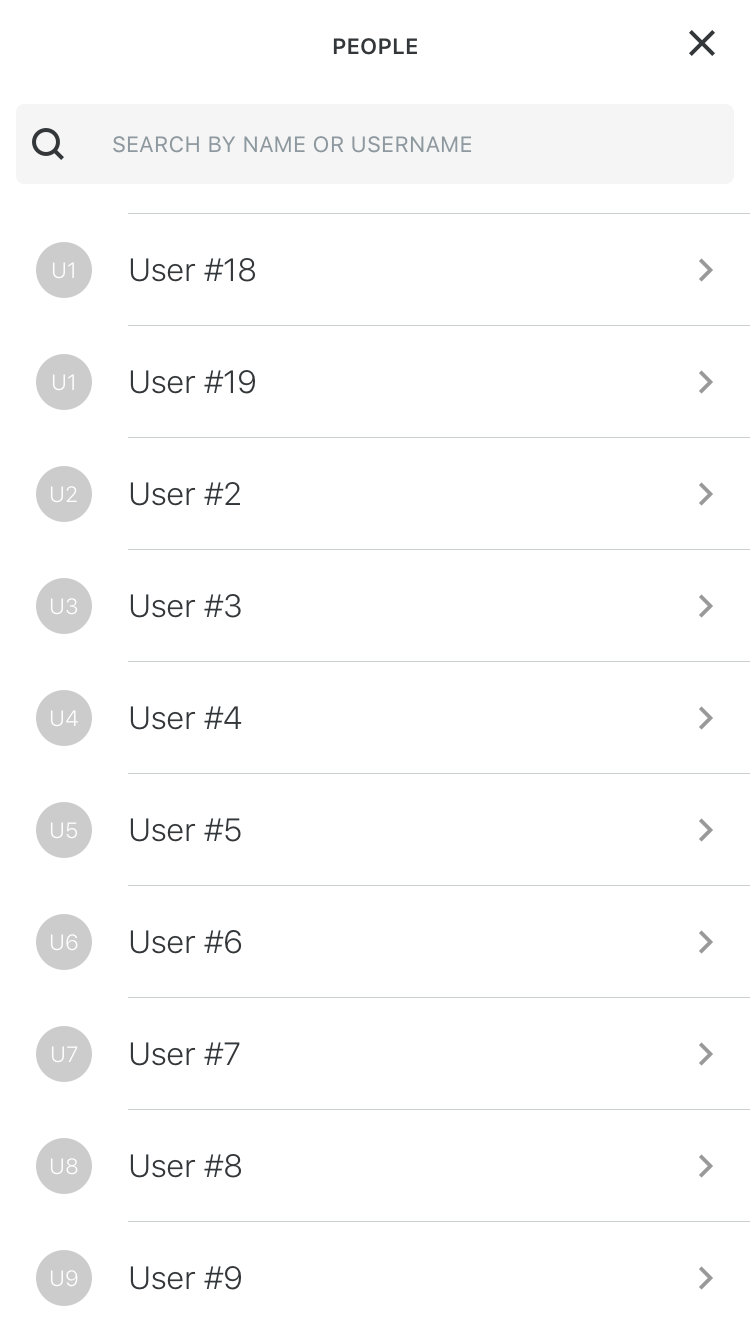 PEOPLE
SEARCH BY NAME OR USERNAME
U1 User #18
U1 User #19
U2 User #2
U3 User #3
U4 User #4
U5 User #5
U6 User #6
U7 User #7
U8 User #8
U9 User #9